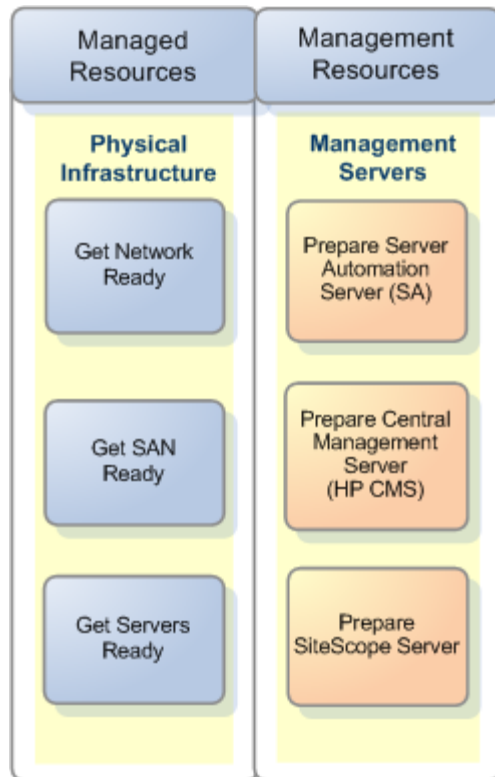 Managed
Resources
Physical
Infrastructure
Get Network
Ready
Get SAN
Ready
Get Servers
Ready
Management
Resources
Management
Servers
Prepare Server
Automation
Server (SA)
Prepare Central
Management
Server
(HP CMS)
Prepare
SiteScope Server